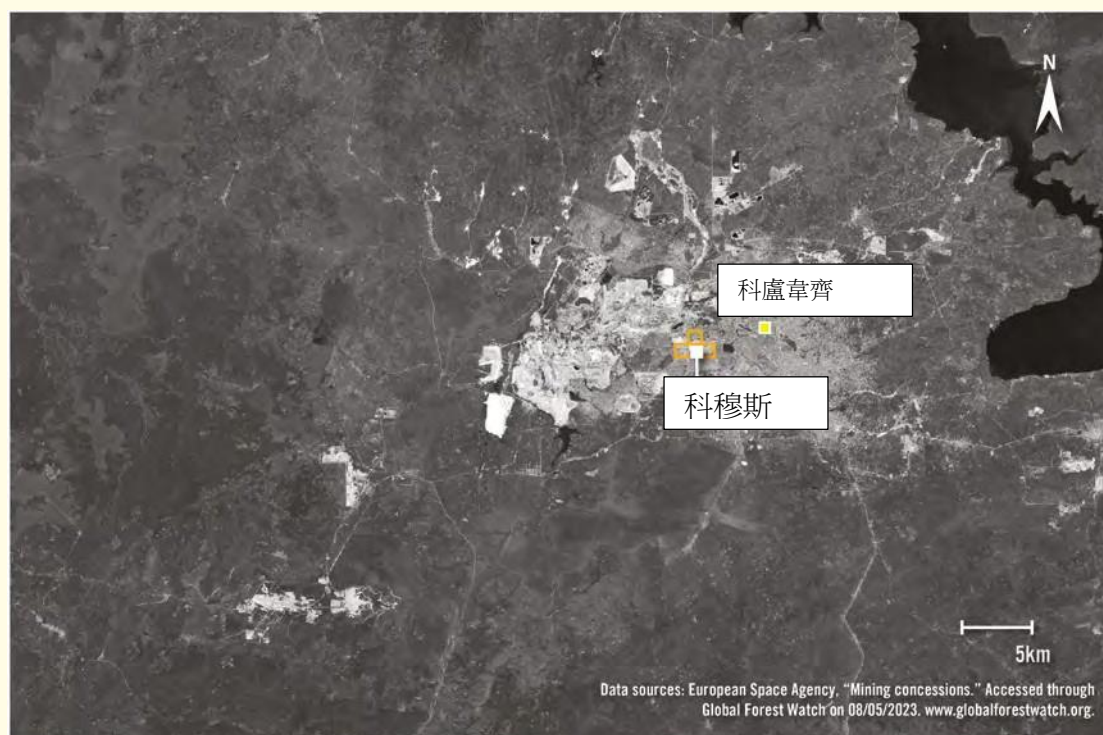 N
科盧韋齊
科穆斯
5km
Data sources: European Space Agency, “Mining concessions.” Accessed through
Global Forest Watch on 08/05/2023. www.globalforestwatch.org.